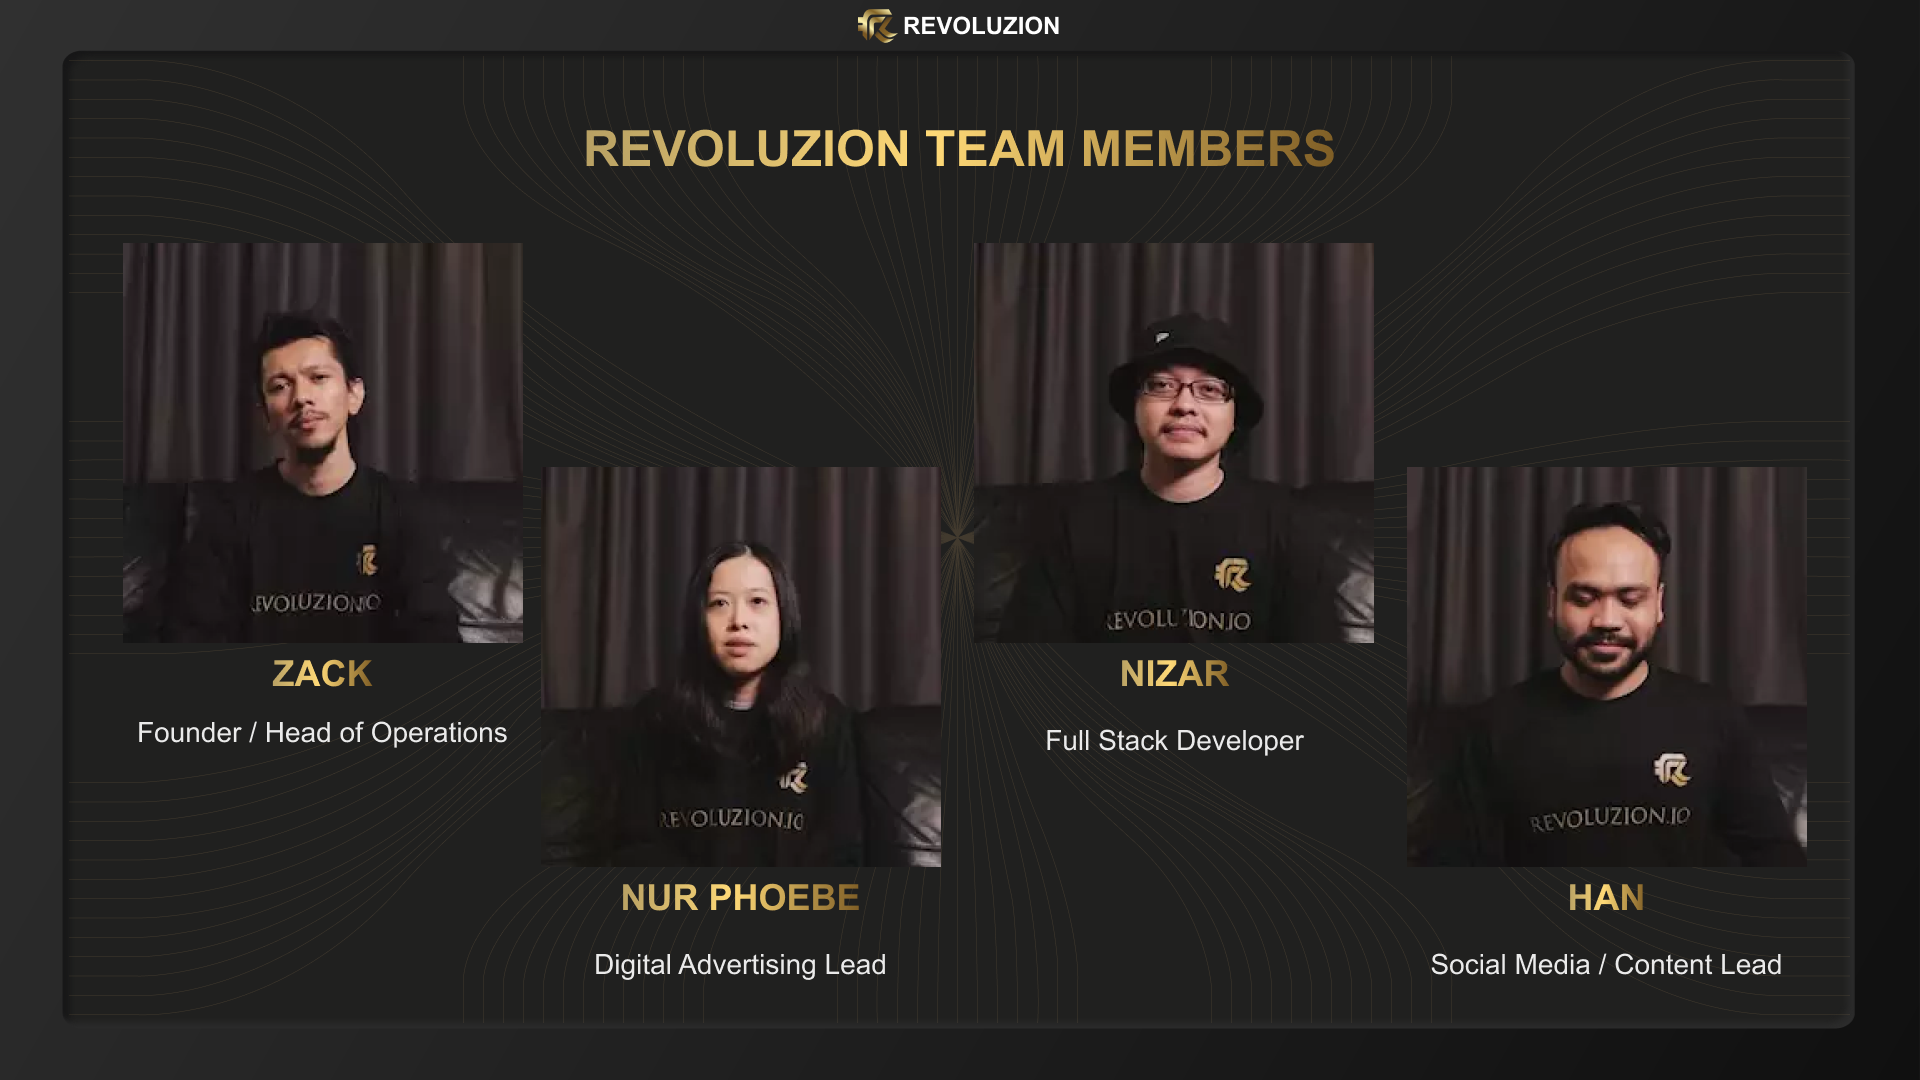 REVOLUZION
REVOLUZION TEAM MEMBERS
REVOLUZION.IO
ZACK
Founder / Head of Operations
REVOLUZION.IO
NUR PHOEBE
Digital Advertising Lead
REVOLUZION.IO
NIZAR
Full Stack Developer
REVOLUZION.IO
HAN
Social Media / Content Lead